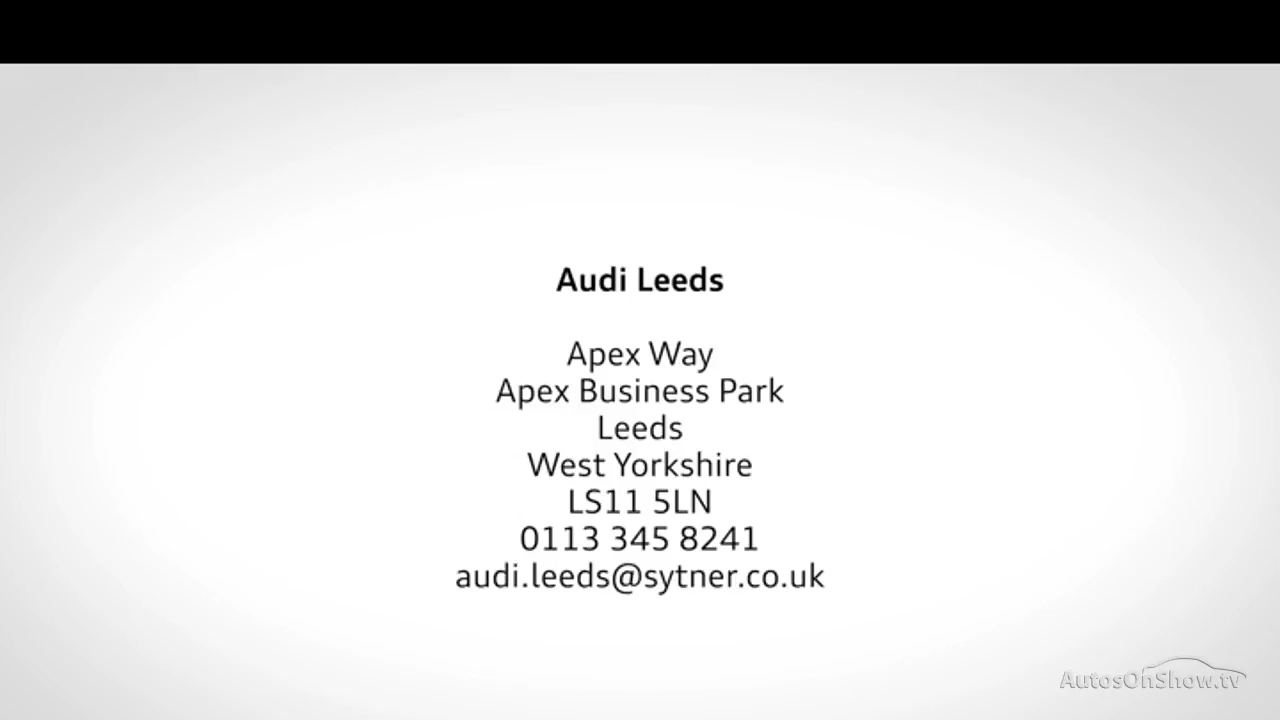 Audi Leeds
Apex Way
Apex Business Park
Leeds
West Yorkshire
LS11 5LN
0113 345 8241
audi.leeds@sytner.co.uk
AutosOnShow.tv